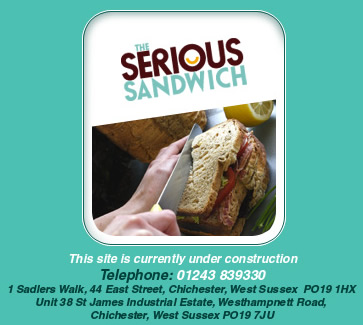 THE
SERIOUS
SANDWICH
This site is currently under construction
Telephone: 01243 839330
1 Sadlers Walk, 44 East Street, Chichester, West Sussex PO19 1HX
Unit 38 St James Industrial Estate, Westhampnett Road,
Chichester, West Sussex PO19 7JU